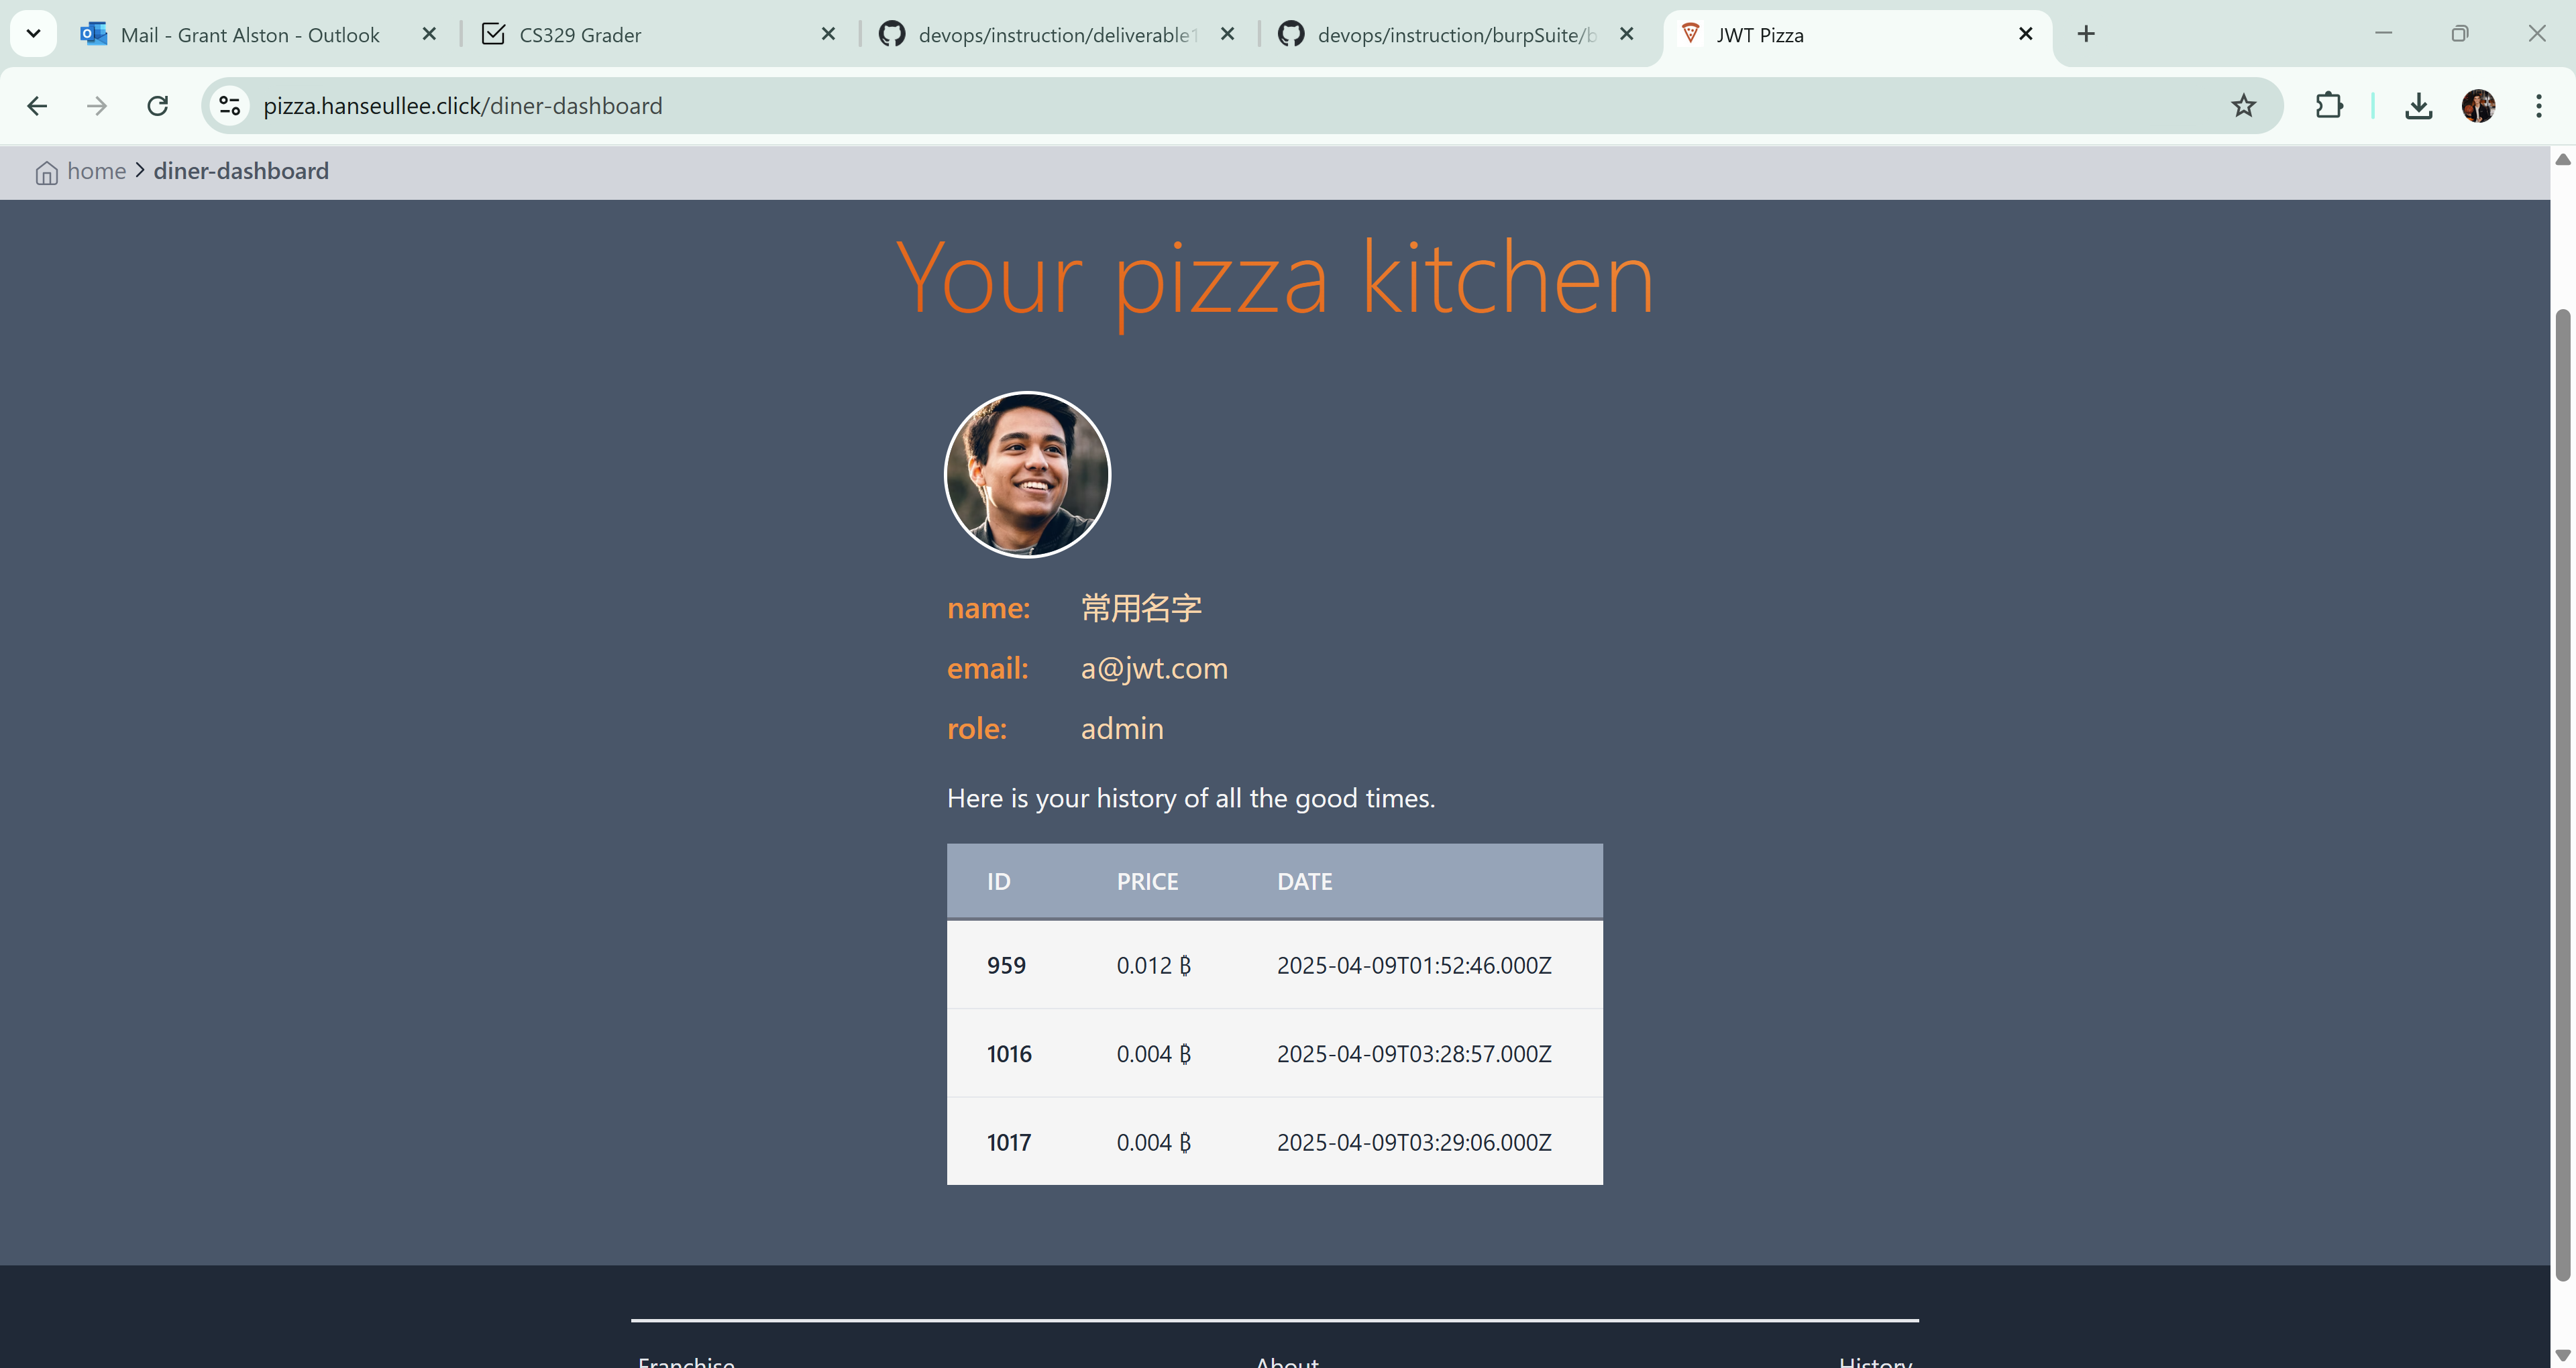 Mail - Grant Alston - Outlook
CS329 Grader
devops/instruction/deliverable1
devops/instruction/burpSuite/b
JWT Pizza
pizza.hanseullee.click/diner-dashboard
home > diner-dashboard
Your pizza kitchen
name: 常用名字
email: a@jwt.com
role: admin
Here is your history of all the good times.
ID PRICE DATE
959 0.012 ₿ 2025-04-09T01:52:46.000Z
1016 0.004 ₿ 2025-04-09T03:28:57.000Z
1017 0.004 ₿ 2025-04-09T03:29:06.000Z
Franchise About History